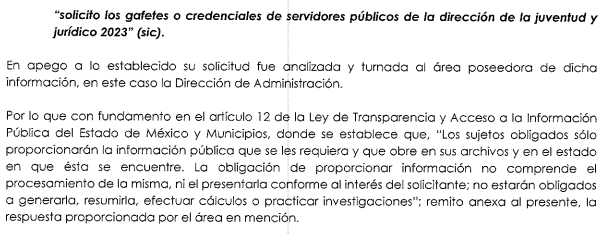 “solicito los gafetes o credenciales de servidores públicos de la dirección de la juventud y
jurídico 2023” (sic).
En apego a lo establecido su solicitud fue analizada y turnada al área poseedora de dicha
información, en este caso la Dirección de Administración.
Por lo que con fundamento en el artículo 12 de la Ley de Transparencia y Acceso a la Información
Pública del Estado de México y Municipios, donde se establece que, “Los sujetos obligados sólo
proporcionarán la información pública que se les requiera y que obre en sus archivos y en el estado
en que ésta se encuentre. La obligación de proporcionar información no comprende el
procesamiento de la misma, ni el presentarla conforme al interés del solicitante; no estarán obligados
a generarla, resumirla, efectuar cálculos o practicar investigaciones”; remito anexa al presente, la
respuesta proporcionada por el área en mención.